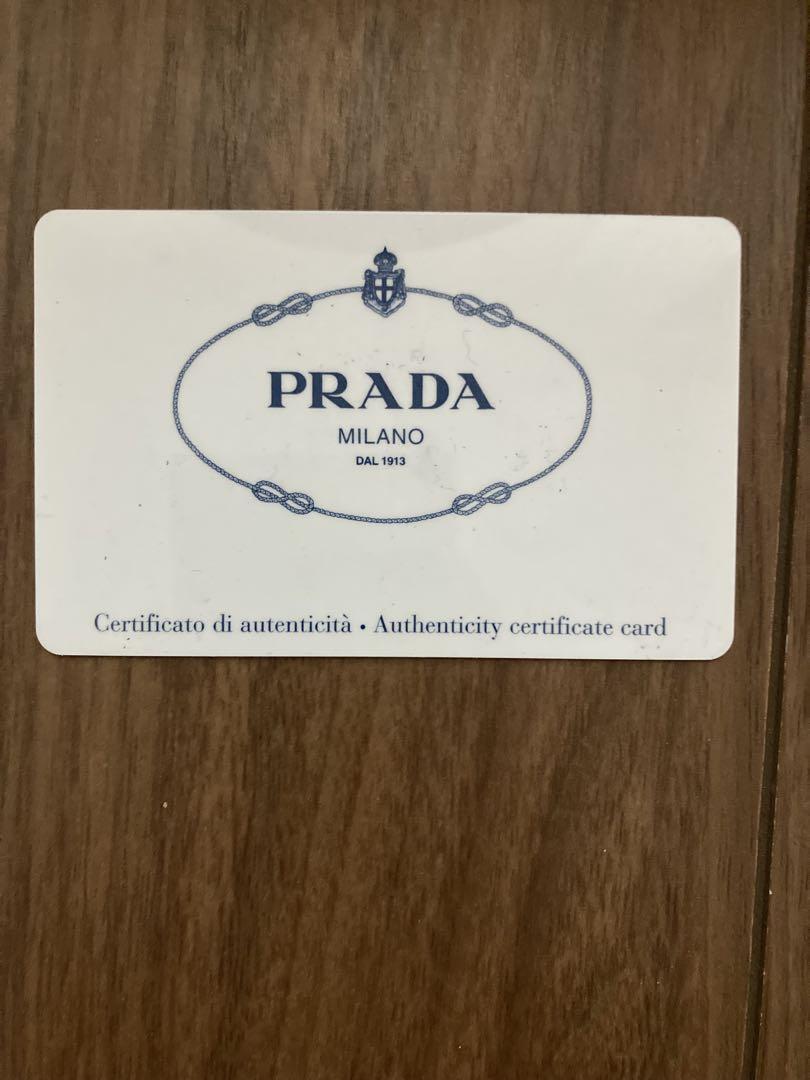 PRADA
MILANO
DAL 1913
Certificato di autenticità • Authenticity certificate card